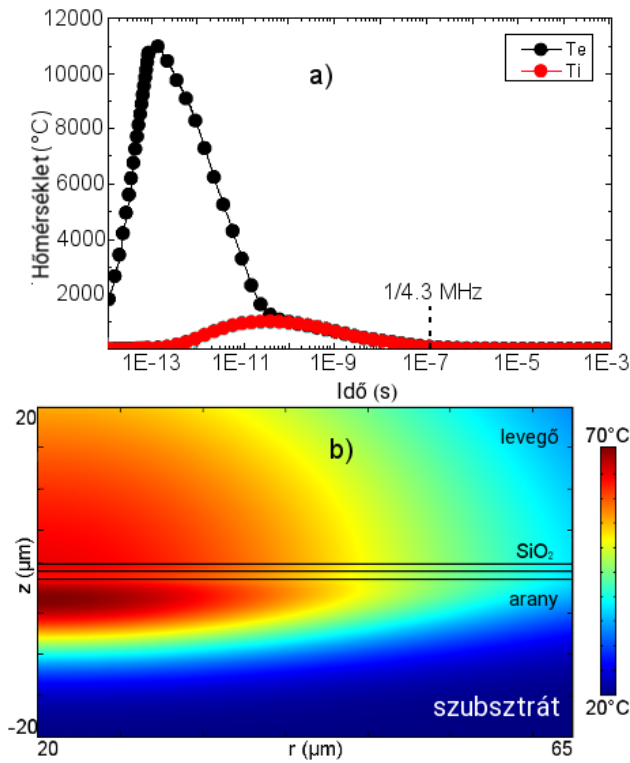 12000
10000
8000
6000
4000
2000
Hőmérséklet(°C)
a)
Te
Ti
1/4.3 MHz
1E-13 1E-11 1E-9 1E-7 1E-5 1E-3
Idő (s)
20
z (µm)
-20
b)
levegő
SiO₂
arany
szubsztrát
20 r (µm) 65
70°C
20°C